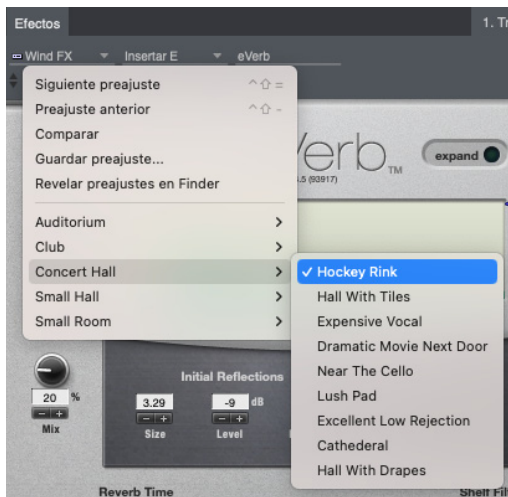 Efectos
1. Tr
Wind FX
Insertar E
eVerb
Siguiente preajuste ^⇧=
Preajuste anterior ^⇧-
Comparar
Guardar preajuste...
Revelar preajustes en Finder
Auditorium
Club
Concert Hall
Small Hall
Small Room
Verb™
.5 (93917)
expand
✓ Hockey Rink
Hall With Tiles
Expensive Vocal
Dramatic Movie Next Door
Near The Cello
Lush Pad
Excellent Low Rejection
Cathederal
Hall With Drapes
Initial Reflections
20 %
3.29
-9 dB
- +
- +
- +
Mix
Size
Level
Reverb Time
Shelf Fil